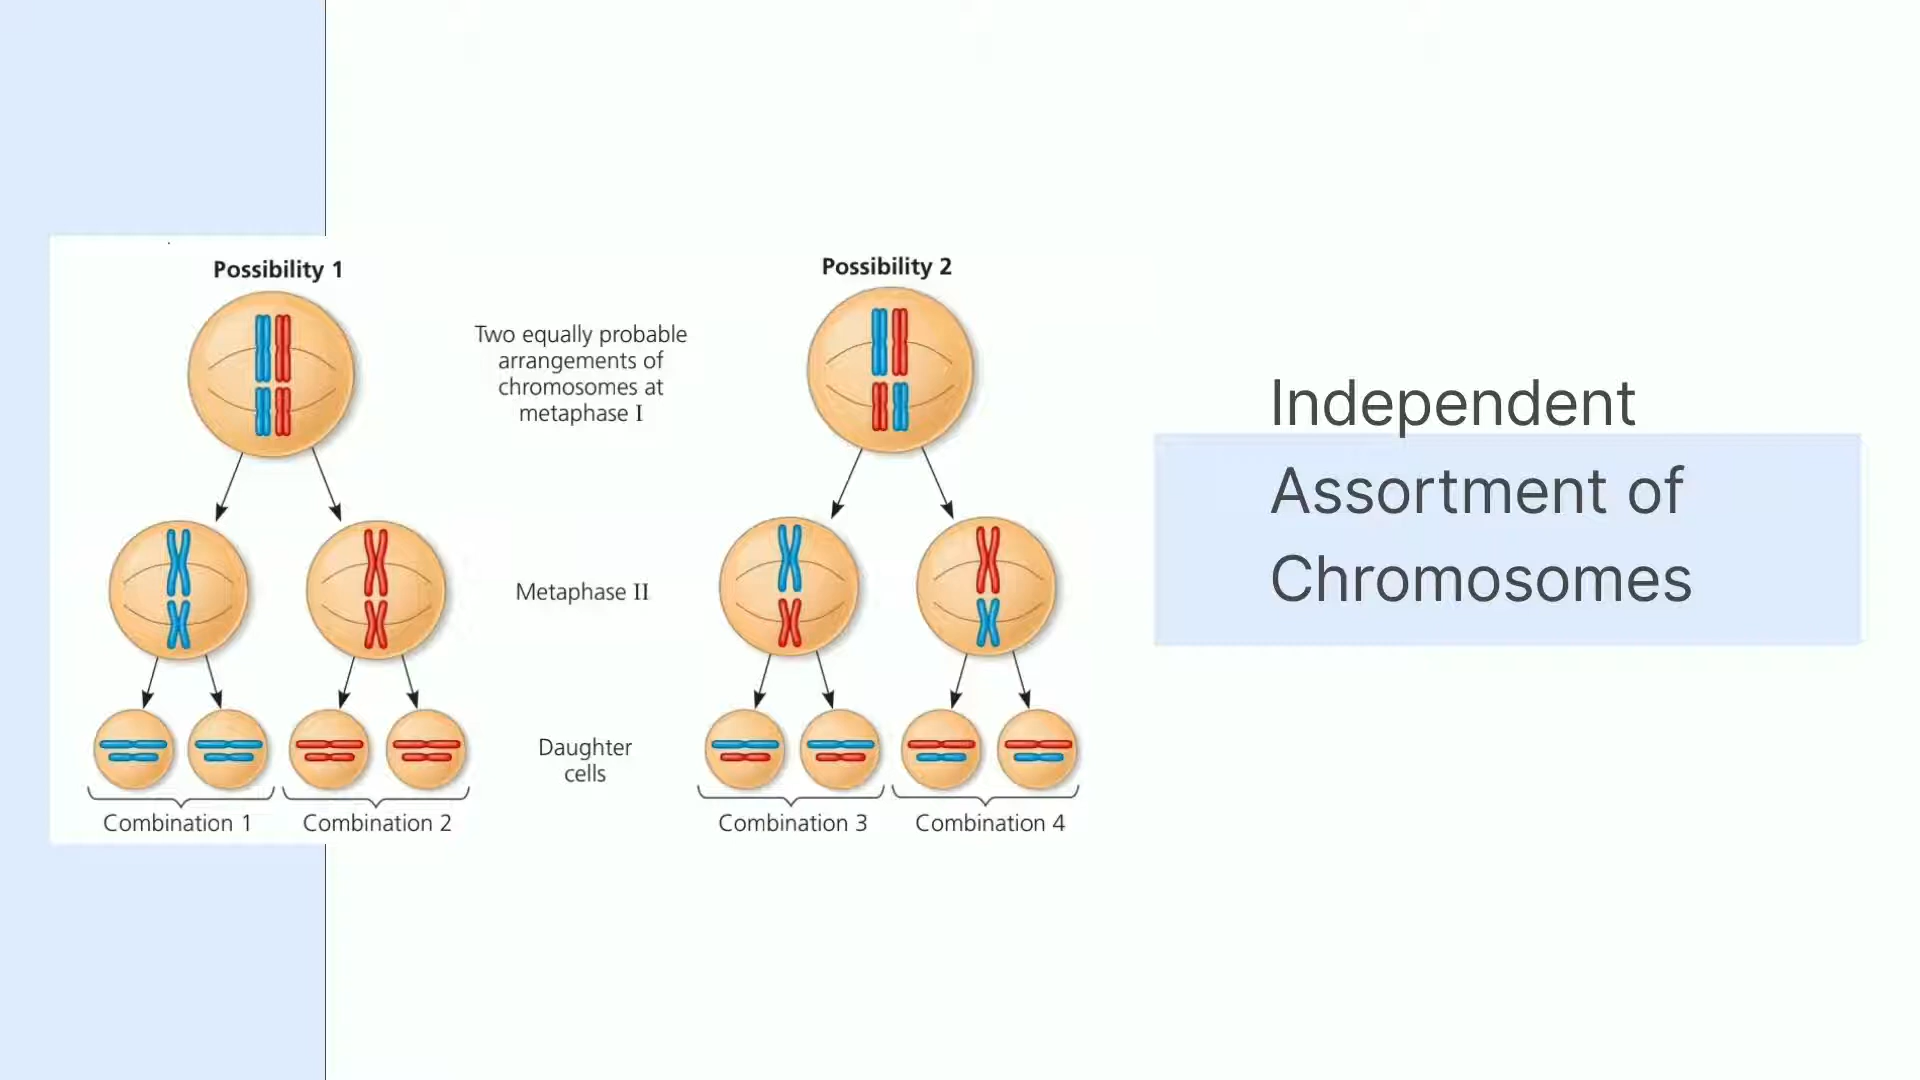 Possibility 1
Possibility 2
Two equally probable
arrangements of
chromosomes at
metaphase I
Metaphase II
Daughter
cells
Combination 1
Combination 2
Combination 3
Combination 4
Independent
Assortment of
Chromosomes